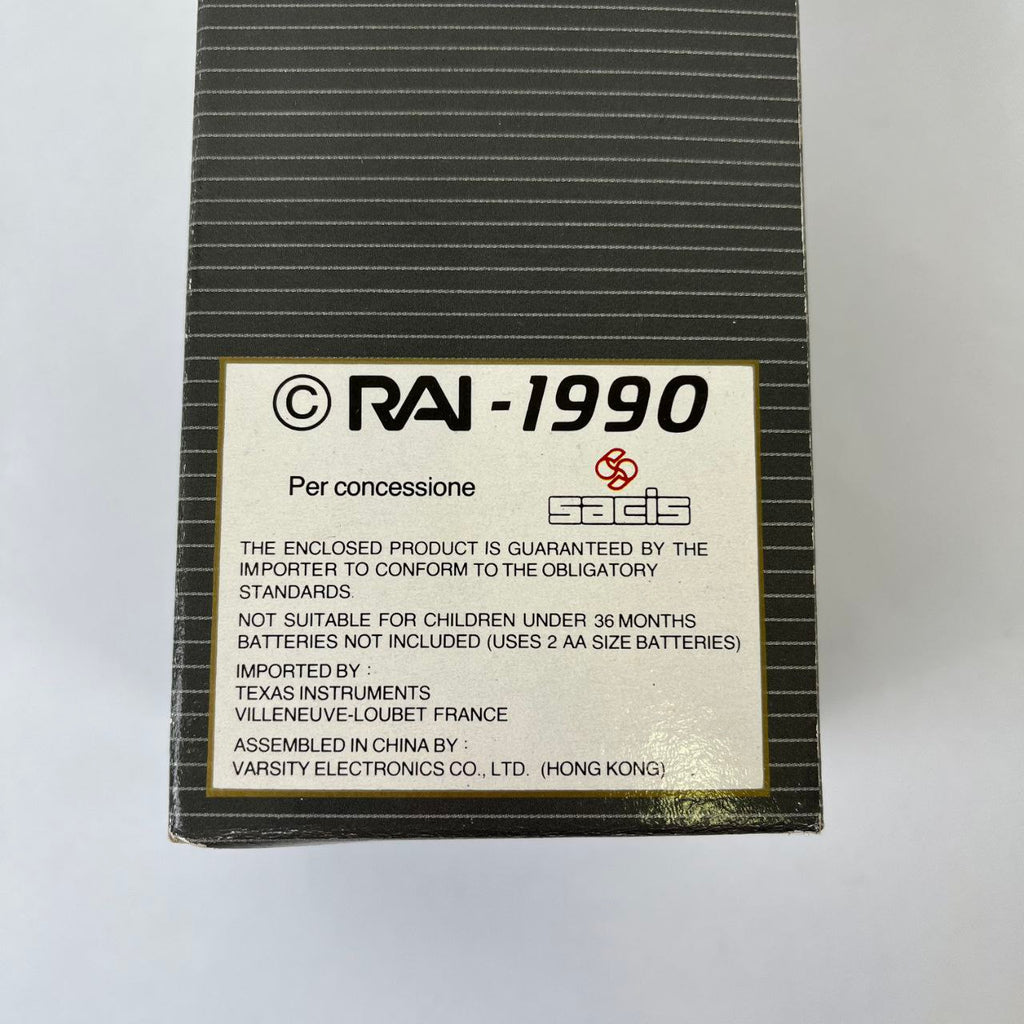 © RAI - 1990
Per concessione
sacis
THE ENCLOSED PRODUCT IS GUARANTEED BY THE
IMPORTER TO CONFORM TO THE OBLIGATORY
STANDARDS.
NOT SUITABLE FOR CHILDREN UNDER 36 MONTHS
BATTERIES NOT INCLUDED (USES 2 AA SIZE BATTERIES)
IMPORTED BY :
TEXAS INSTRUMENTS
VILLENEUVE-LOUBET FRANCE
ASSEMBLED IN CHINA BY :
VARSITY ELECTRONICS CO., LTD. (HONG KONG)